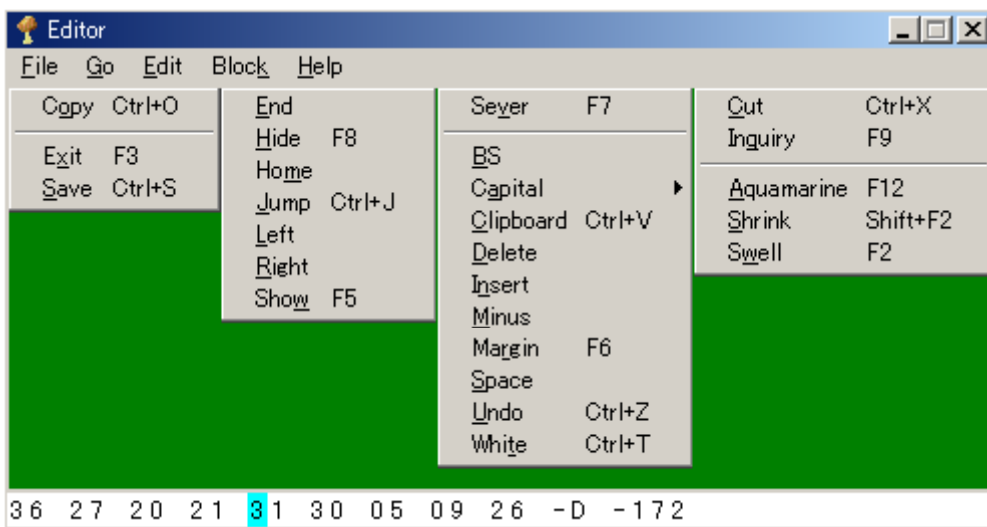 Editor
File Go Edit Block Help
Copy Ctrl+O
Exit F3
Save Ctrl+S
End
Hide F8
Home
Jump Ctrl+J
Left
Right
Show F5
Sever F7
BS
Capital
Clipboard Ctrl+V
Delete
Insert
Minus
Margin F6
Space
Undo Ctrl+Z
White Ctrl+T
Cut Ctrl+X
Inquiry F9
Aquamarine F12
Shrink Shift+F2
Swell F2
36 27 20 21 31 30 05 09 26 -D -172